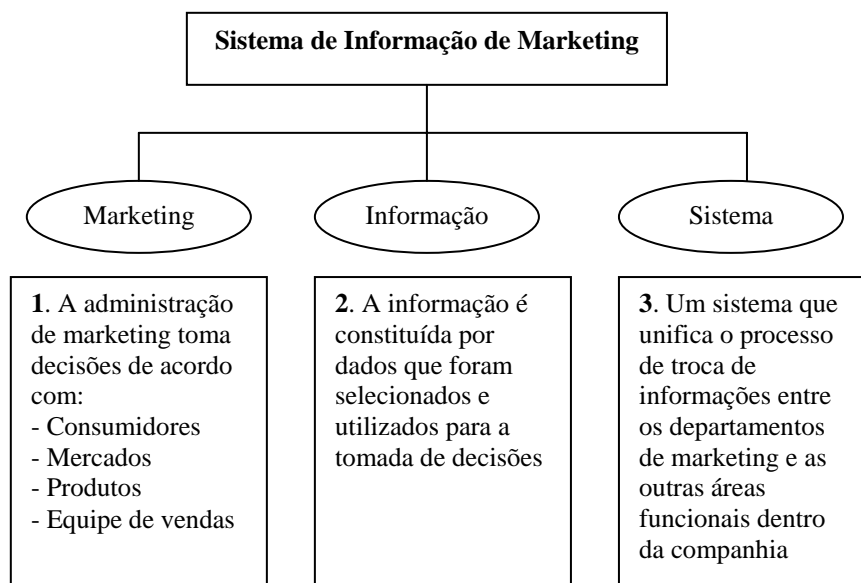 Sistema de Informação de Marketing
Marketing
Informação
Sistema
1. A administração
de marketing toma
decisões de acordo
com:
- Consumidores
- Mercados
- Produtos
- Equipe de vendas
2. A informação é
constituída por
dados que foram
selecionados e
utilizados para a
tomada de decisões
3. Um sistema que
unifica o processo
de troca de
informações entre
os departamentos
de marketing e as
outras áreas
funcionais dentro
da companhia